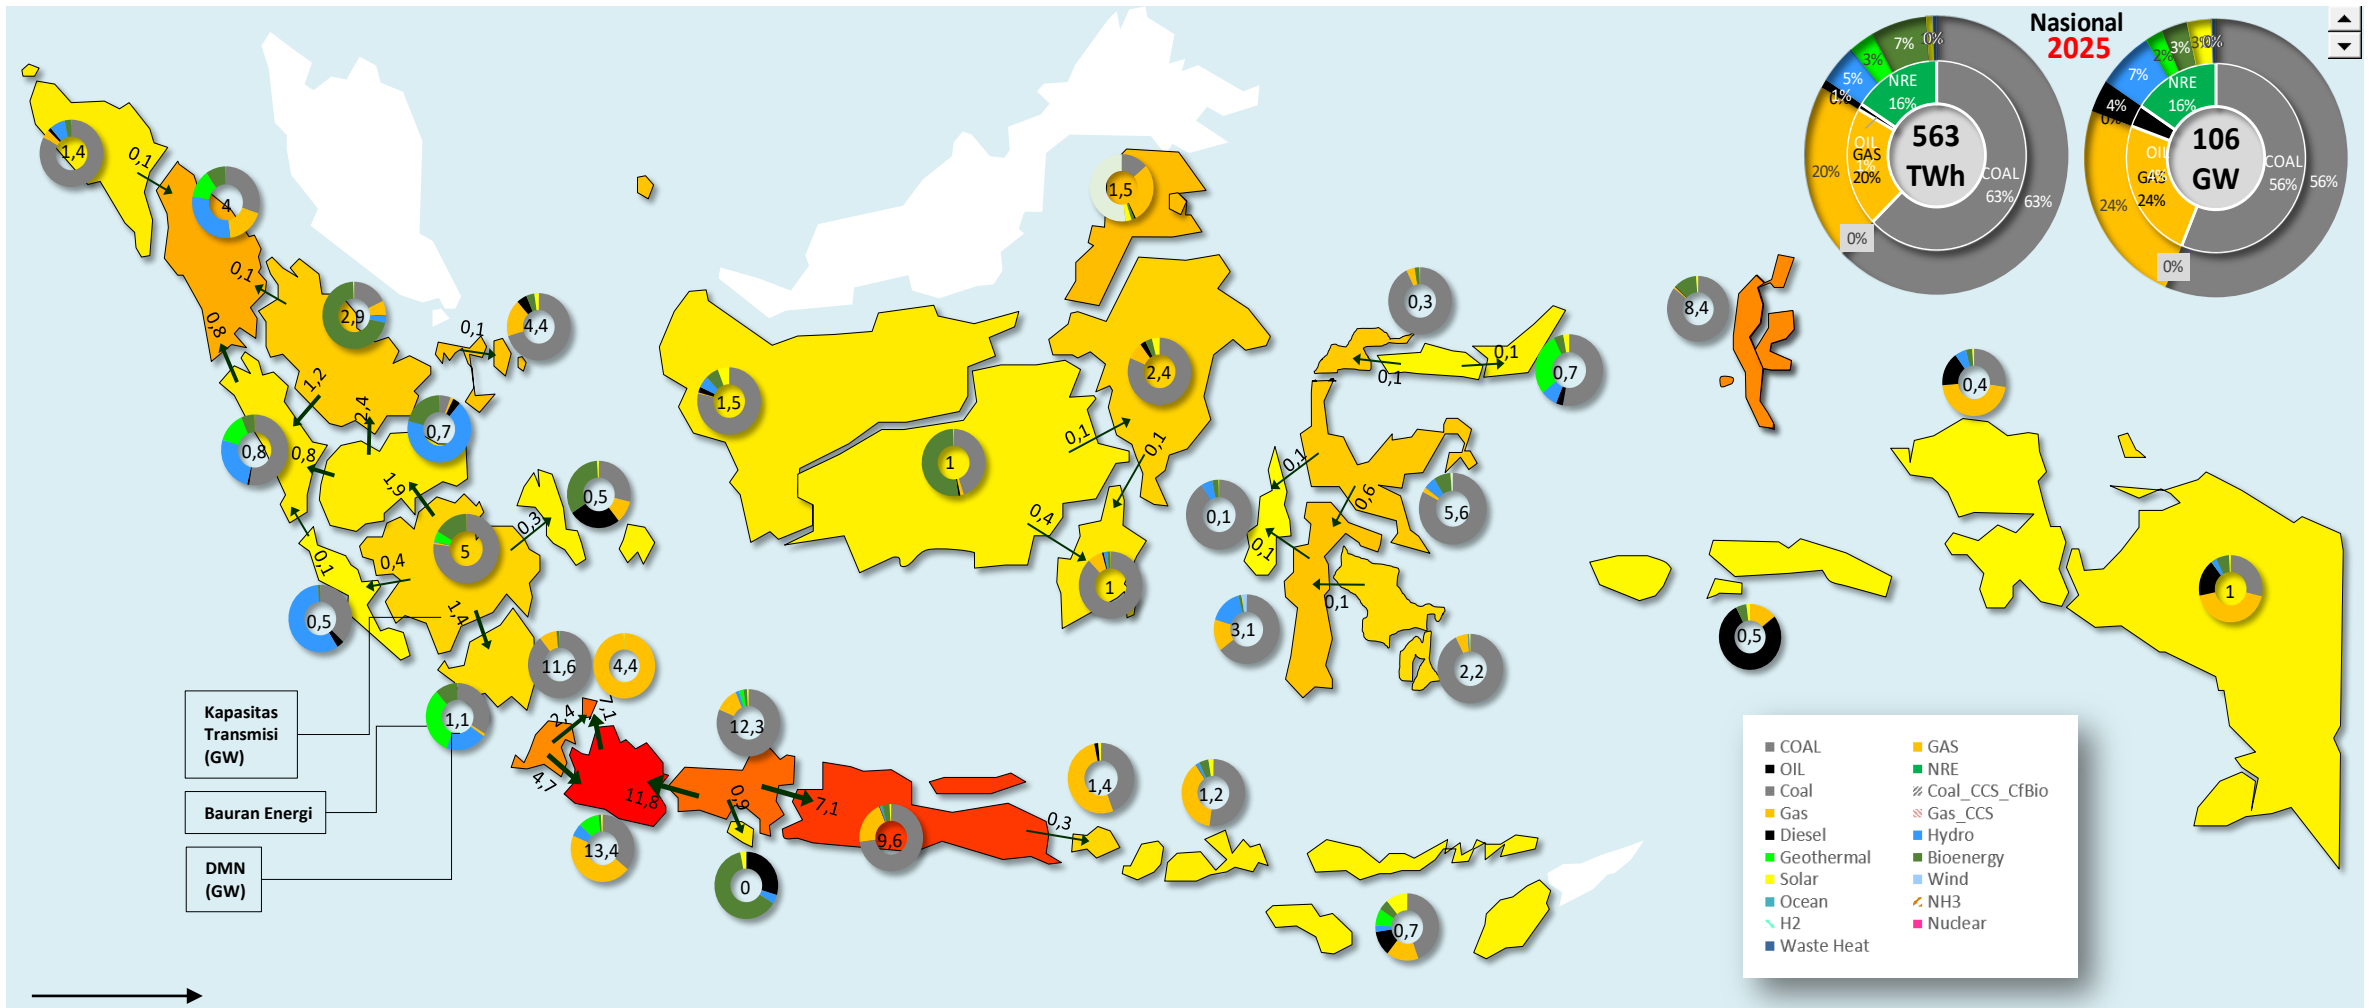 Nasional
2025
7%
0%
3%
5%
1%
0%
NRE
16%
563
TWh
OIL
1%
GAS
20%
20%
COAL
63%
63%
0%
3%
3%
0%
2%
7%
4%
0%
NRE
16%
106
GW
OIL
4%
GAS
24%
24%
COAL
56%
56%
0%
1,4
0,1
4
0,1
2,9
0,8
0,1
4,4
1,2
2,4
0,7
0,8
0,8
1,9
0,5
0,3
5
0,4
0,1
0,5
1,4
11,6
4,4
1,1
2,4
7,1
4,7
11,8
12,3
13,4
0,9
0
7,1
9,6
0,3
1,4
1,2
0,7
1,5
1,5
2,4
1
0,1
0,1
0,4
1
0,3
0,1
0,1
0,7
0,1
0,1
0,6
5,6
0,1
3,1
0,1
2,2
8,4
0,4
0,5
1
Kapasitas
Transmisi
(GW)
Bauran Energi
DMN
(GW)
COAL
GAS
OIL
NRE
Coal
Coal_CCS_CfBio
Gas
Gas_CCS
Diesel
Hydro
Geothermal
Bioenergy
Solar
Wind
Ocean
NH3
H2
Nuclear
Waste Heat